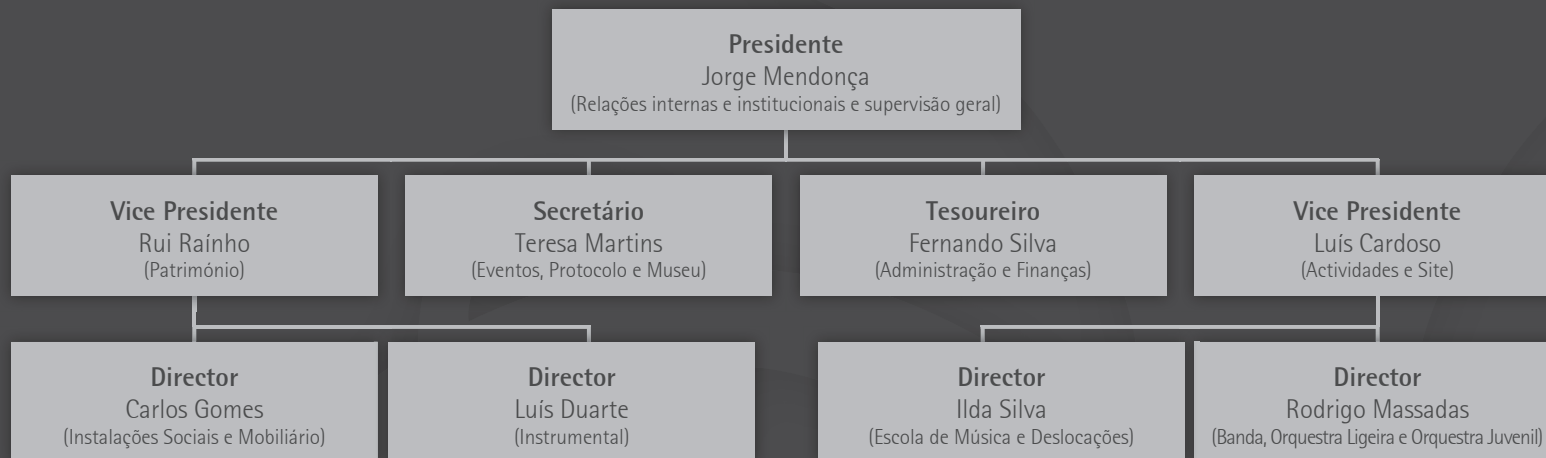 Presidente
Jorge Mendonça
(Relações internas e institucionais e supervisão geral)
Vice Presidente
Rui Raínho
(Património)
Secretário
Teresa Martins
(Eventos, Protocolo e Museu)
Tesoureiro
Fernando Silva
(Administração e Finanças)
Vice Presidente
Luís Cardoso
(Actividades e Site)
Director
Carlos Gomes
(Instalações Sociais e Mobiliário)
Director
Luís Duarte
(Instrumental)
Director
Ilda Silva
(Escola de Música e Deslocações)
Director
Rodrigo Massadas
(Banda, Orquestra Ligeira e Orquestra Juvenil)